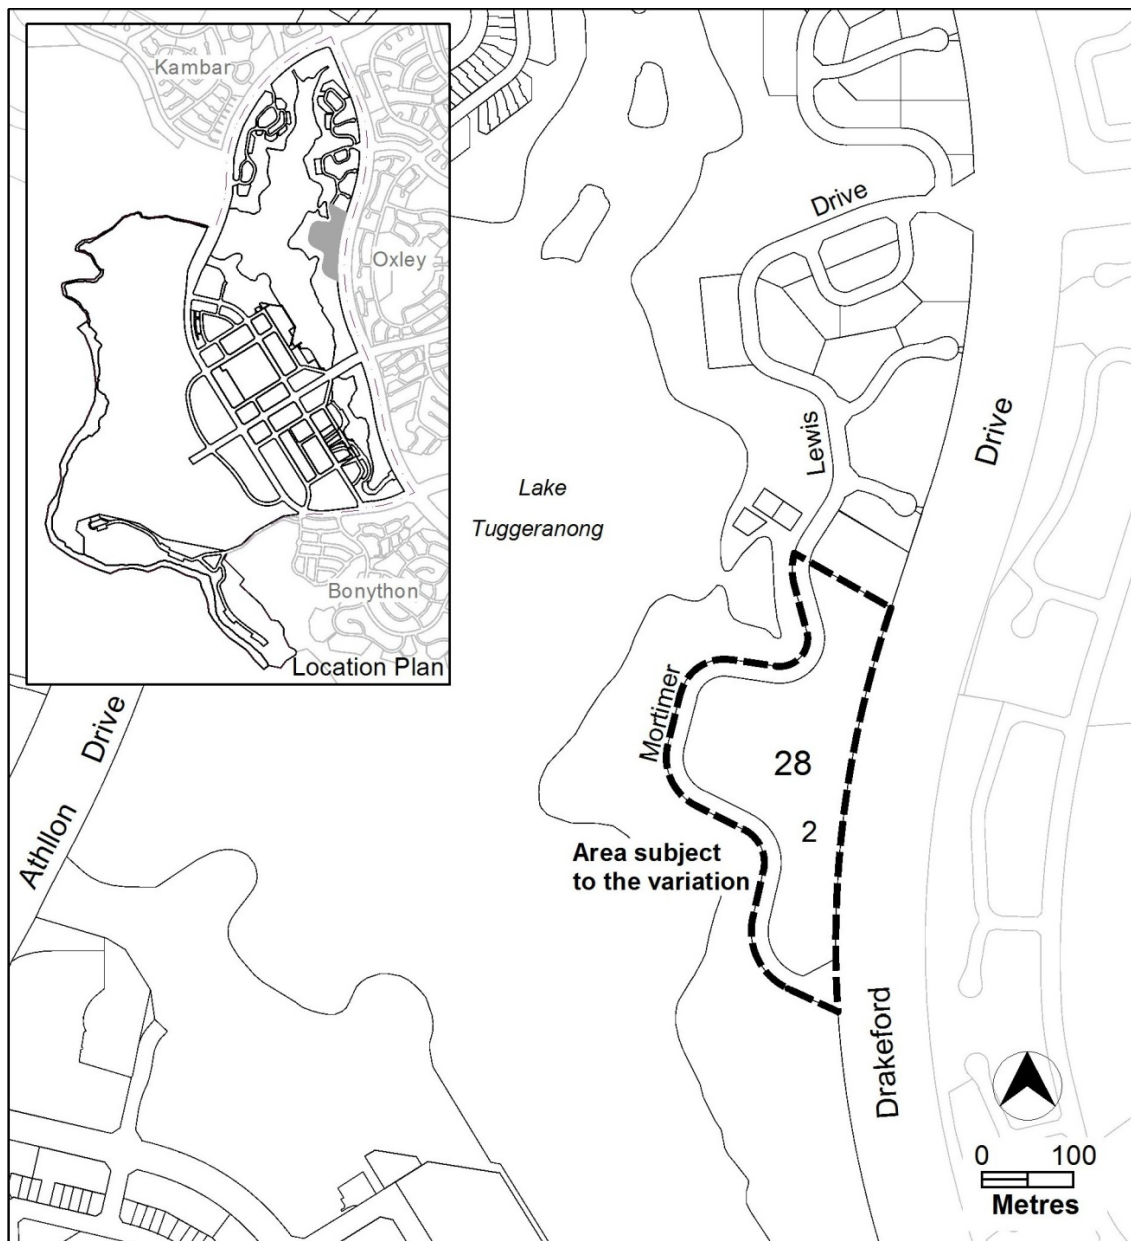 Kambar
Oxley
Bonython
Location Plan
Drive
Drive
Lewis
Lake
Tuggeranong
Drive
Athllon
Mortimer
28
2
Area subject
to the variation
Drakeford
0 100
Metres